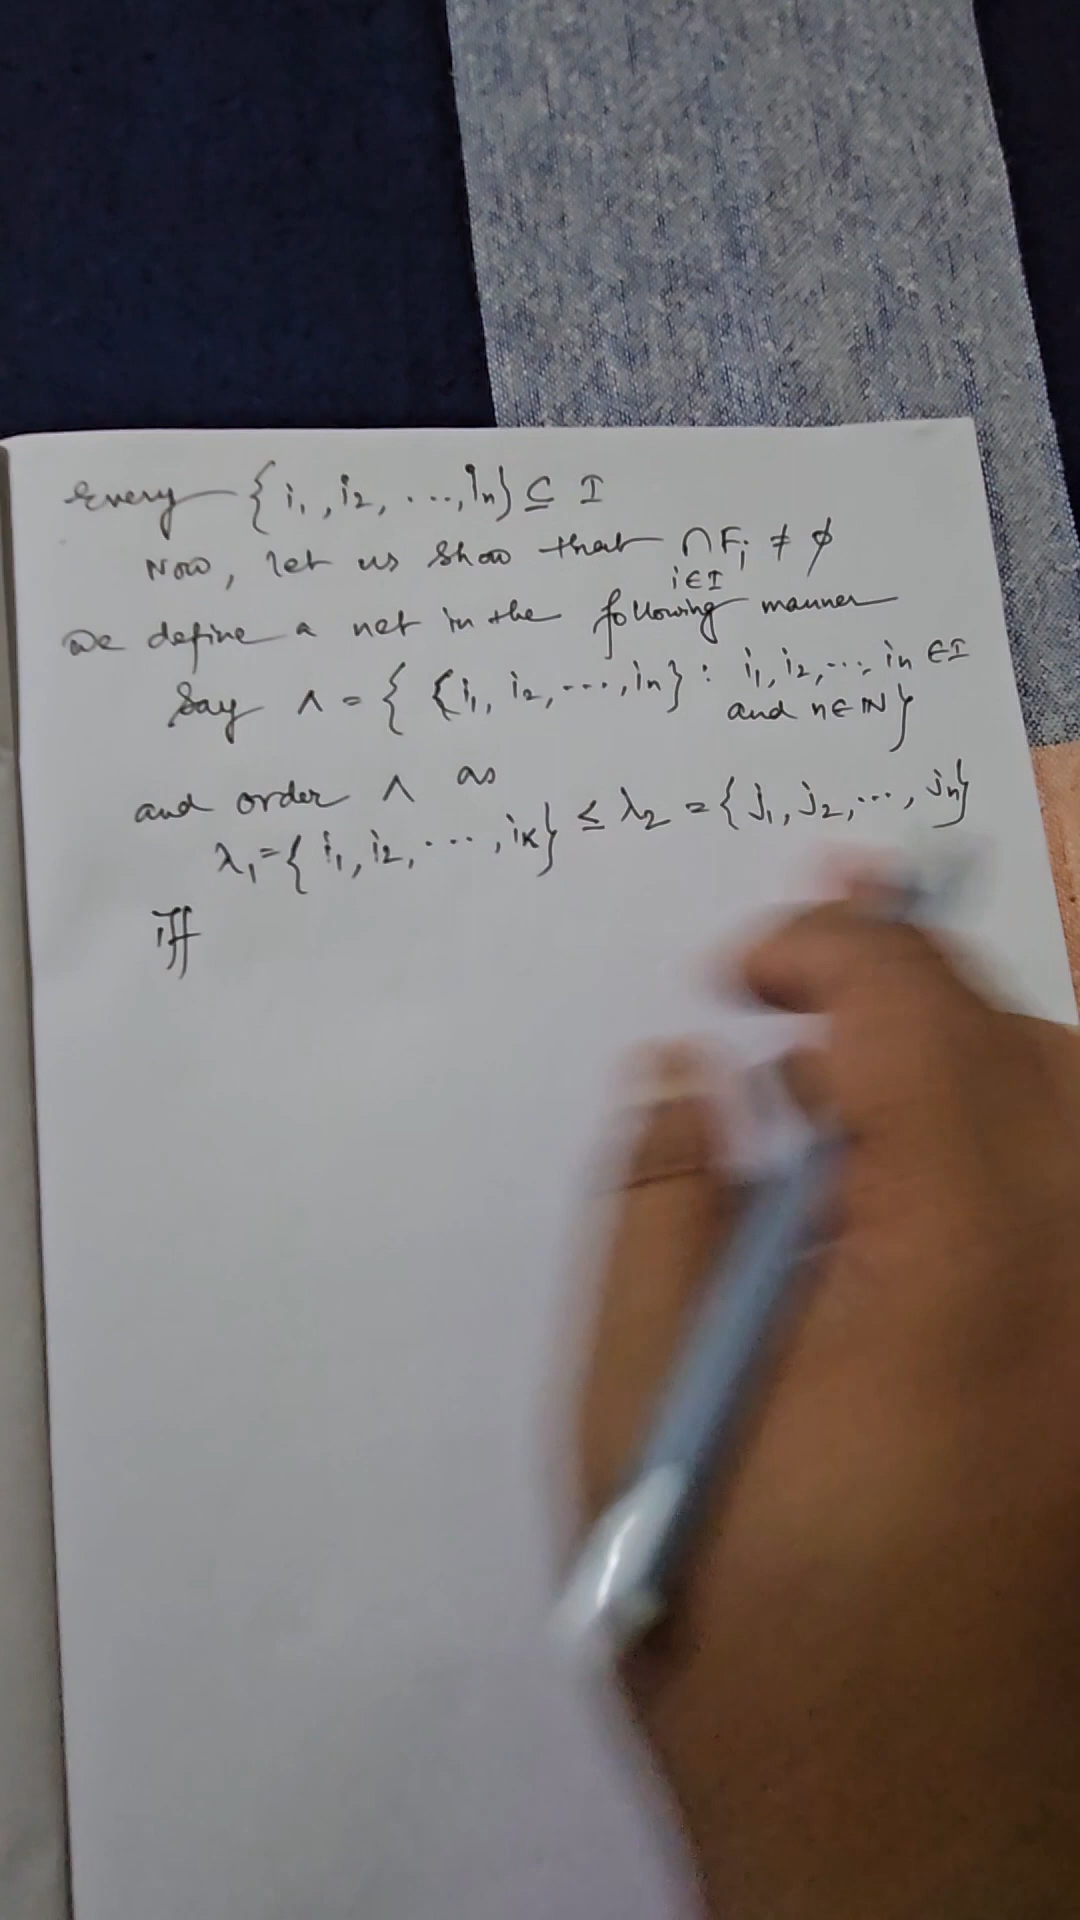 Every {i₁, i₂, ..., iₙ} ⊆ I
Now, let us show that ∩ Fᵢ ≠ ϕ
i∈I
We define a net in the following manner
Say Λ = { {i₁, i₂, ..., iₙ} : i₁, i₂, ..., iₙ ∈ I
and n ∈ ℕ }
and order Λ as
λ₁ = { i₁, i₂, ..., iₖ } ≤ λ₂ = { j₁, j₂, ..., jₙ }
iff